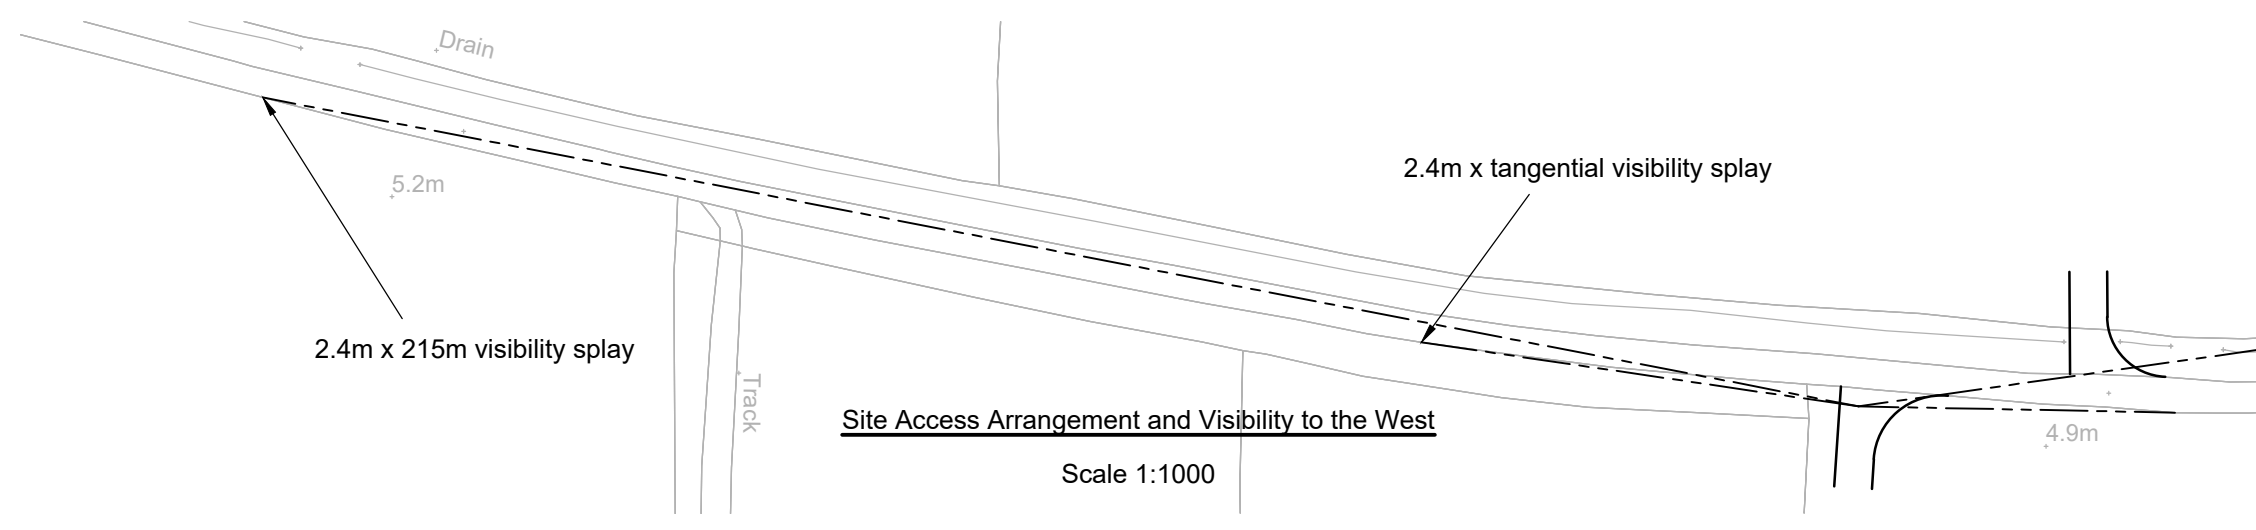 Drain
2.4m x tangential visibility splay
5.2m
2.4m x 215m visibility splay
Track
Site Access Arrangement and Visibility to the West
4.9m
Scale 1:1000